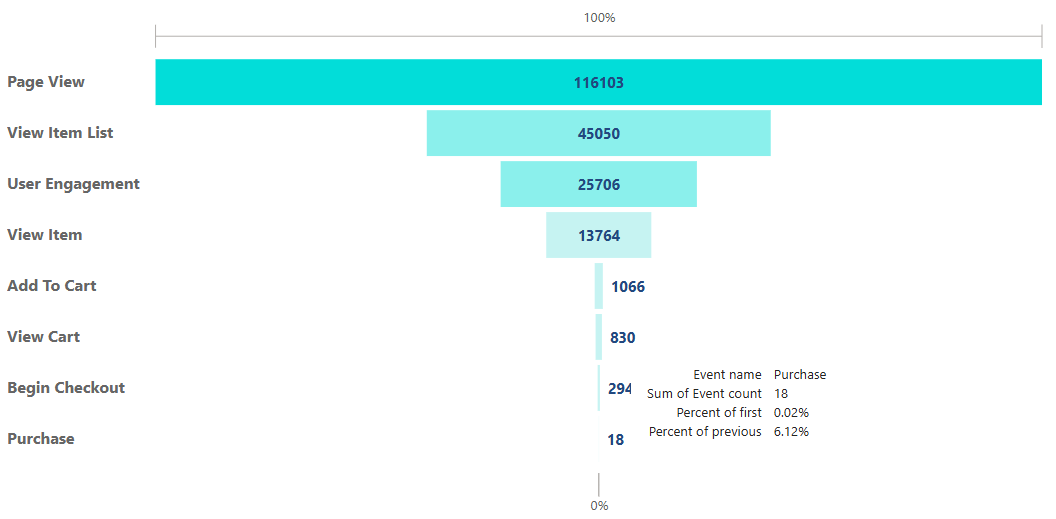 100%
Page View 116103
View Item List 45050
User Engagement 25706
View Item 13764
Add To Cart 1066
View Cart 830
Begin Checkout 294
Purchase 18
Event name Purchase
Sum of Event count 18
Percent of first 0.02%
Percent of previous 6.12%
0%